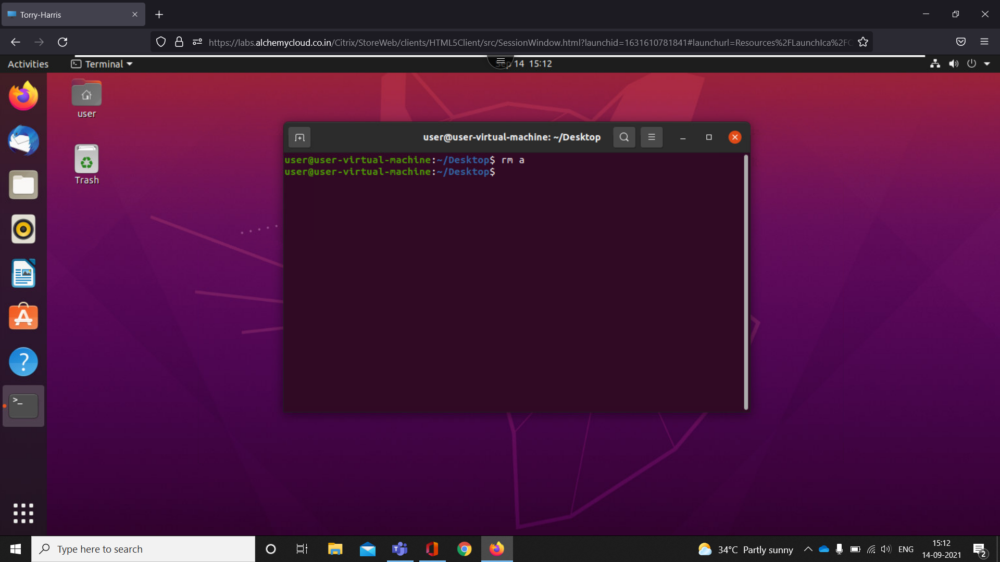 Torry-Harris
https://labs.alchemycloud.co.in/Citrix/StoreWeb/clients/HTML5Client/src/SessionWindow.html?launchid=1631610781841#launchurl=Resources%2FLaunchIca%2F
Activities
Terminal
14 15:12
user
Trash
user@user-virtual-machine: ~/Desktop
user@user-virtual-machine:~/Desktop$ rm a
user@user-virtual-machine:~/Desktop$
Type here to search
34°C Partly sunny
ENG
15:12
14-09-2021
2